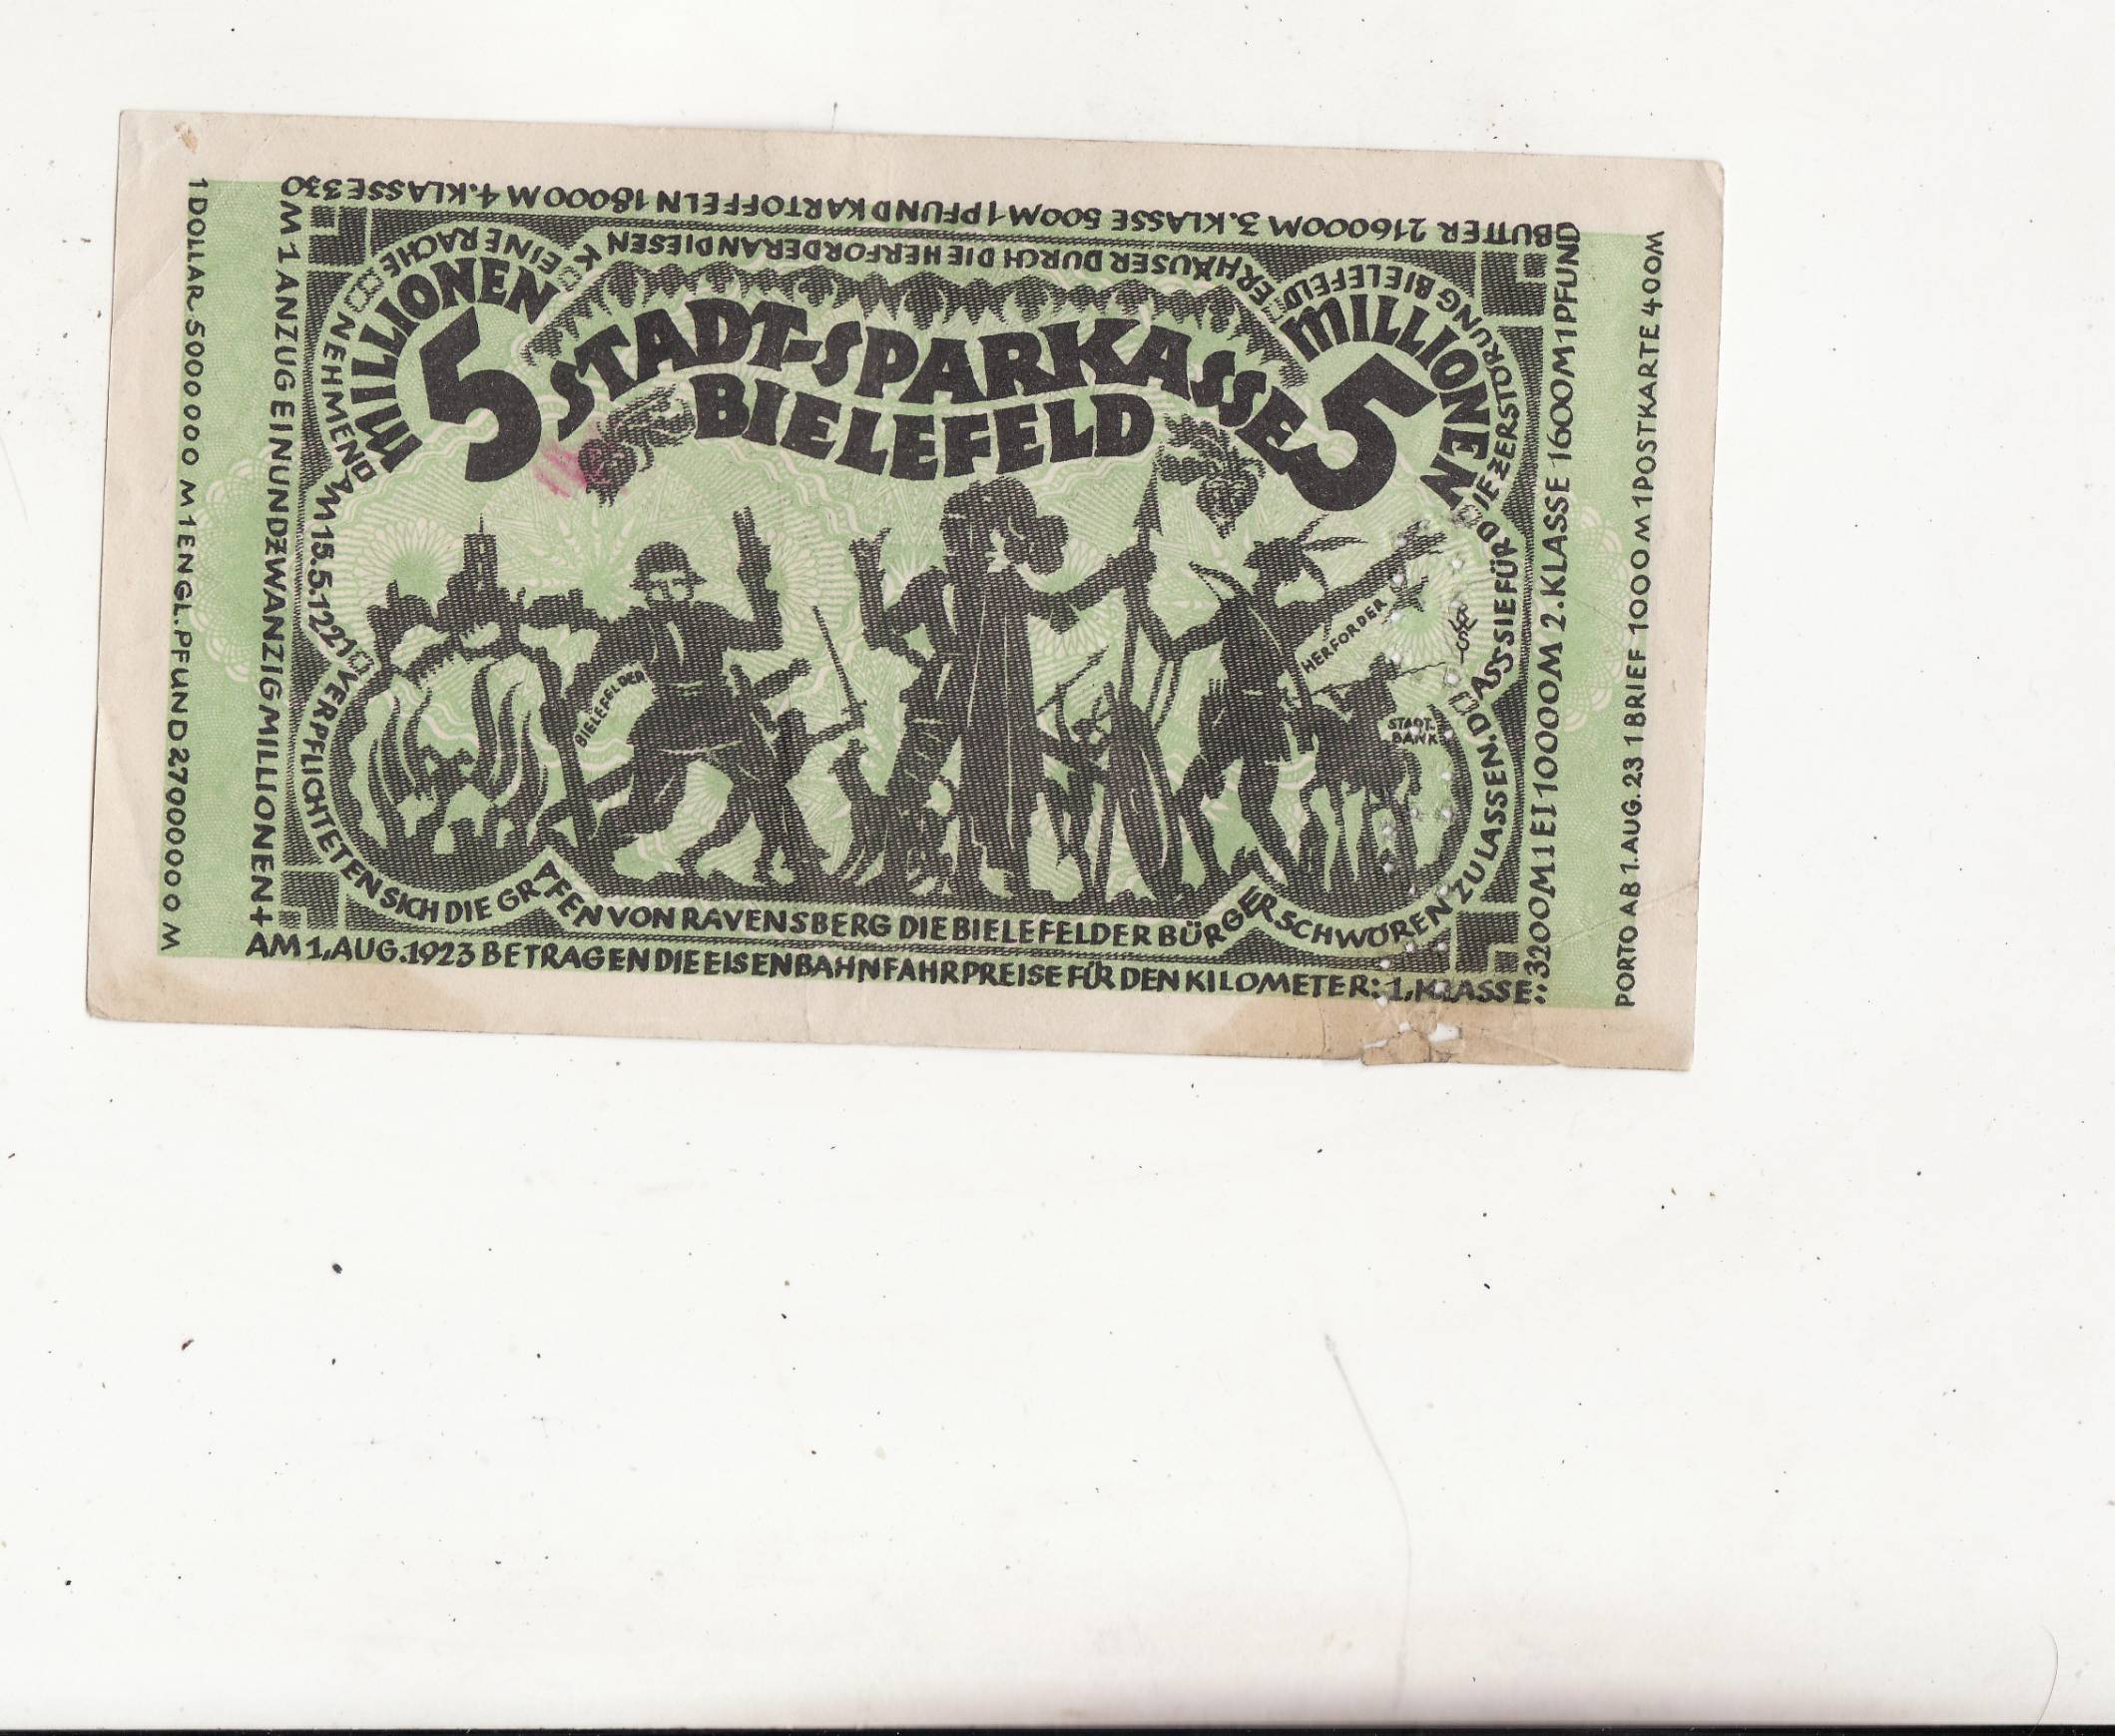 5 MILLIONEN
MILLIONEN 5
STADT-SPARKASSE
BIELEFELD
BIELEFELDER
HERFORDER
STADT-
BANK
AM 15.5.1221 VERPFLICHTETEN SICH DIE GRAFEN VON RAVENSBERG DIE BIELEFELDER BÜRGER SCHWÖREN ZU LASSEN. DASS SIE FÜR DIE ZERSTÖRUNG BIELEFELDER HÄUSER DURCH DIE HERFORDER AN DIESEN KEINE RACHE NEHMEN
AM 1. AUG. 1923 BETRAGEN DIE EISENBAHNFAHRPREISE FÜR DEN KILOMETER: 1. KLASSE:
3200 M 1 EI 10000 M 2. KLASSE 1600 M 1 PFUND
BUTTER 216000 M 3. KLASSE 500 M 1 PFUND KARTOFFELN 18000 M 4. KLASSE 330
M 1 ANZUG EINUNDZWANZIG MILLIONEN +
1 DOLLAR 5000000 M 1 ENGL. PFUND 27000000 M
PORTO AB 1. AUG. 23 1 BRIEF 1000 M 1 POSTKARTE 400 M